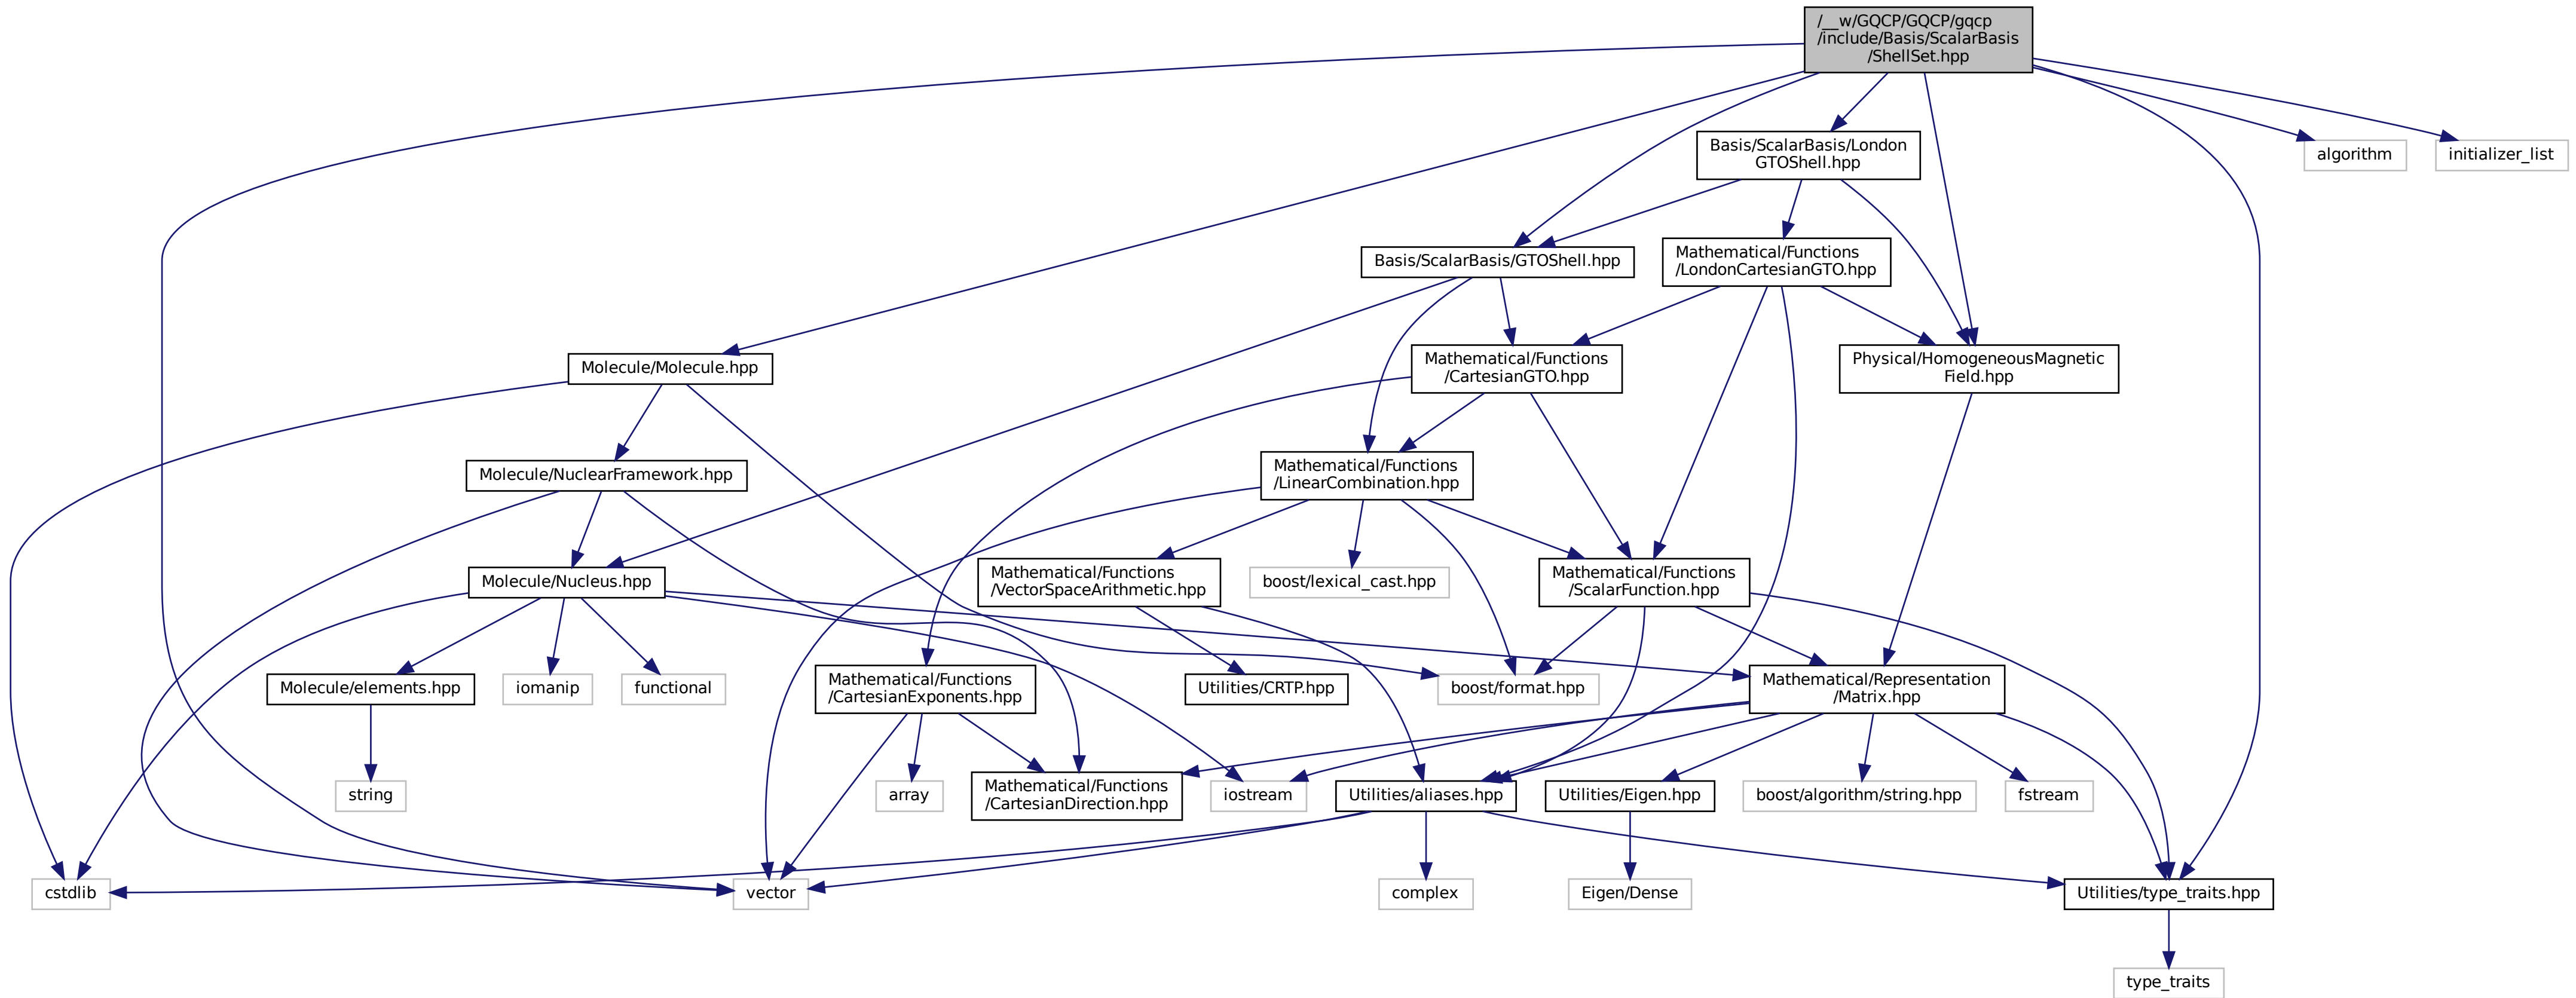 /__w/GQCP/GQCP/gqcp
/include/Basis/ScalarBasis
/ShellSet.hpp
Basis/ScalarBasis/London
GTOShell.hpp
algorithm
initializer_list
Basis/ScalarBasis/GTOShell.hpp
Mathematical/Functions
/LondonCartesianGTO.hpp
Molecule/Molecule.hpp
Mathematical/Functions
/CartesianGTO.hpp
Physical/HomogeneousMagnetic
Field.hpp
Molecule/NuclearFramework.hpp
Mathematical/Functions
/LinearCombination.hpp
Molecule/Nucleus.hpp
Mathematical/Functions
/VectorSpaceArithmetic.hpp
boost/lexical_cast.hpp
Mathematical/Functions
/ScalarFunction.hpp
Molecule/elements.hpp
iomanip
functional
Mathematical/Functions
/CartesianExponents.hpp
Utilities/CRTP.hpp
boost/format.hpp
Mathematical/Representation
/Matrix.hpp
string
array
Mathematical/Functions
/CartesianDirection.hpp
iostream
Utilities/aliases.hpp
Utilities/Eigen.hpp
boost/algorithm/string.hpp
fstream
cstdlib
vector
complex
Eigen/Dense
Utilities/type_traits.hpp
type_traits